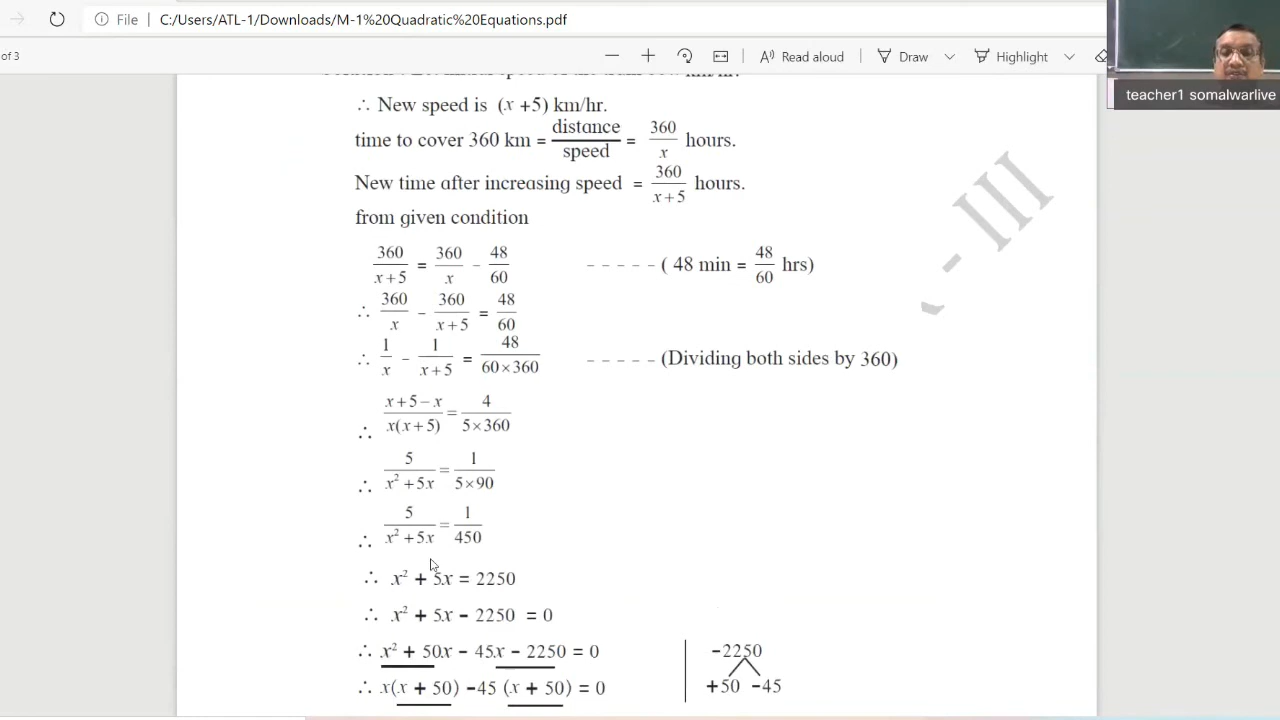 File C:/Users/ATL-1/Downloads/M-1%20Quadratic%20Equations.pdf
of 3 Read aloud Draw Highlight
teacher1 somalwarlive
∴ New speed is (x +5) km/hr.
time to cover 360 km = distance/speed = 360/x hours.
New time after increasing speed = 360/(x+5) hours.
from given condition
360/(x+5) = 360/x - 48/60 - - - - - ( 48 min = 48/60 hrs)
∴ 360/x - 360/(x+5) = 48/60
∴ 1/x - 1/(x+5) = 48/(60×360) - - - - - (Dividing both sides by 360)
∴ (x+5−x)/(x(x+5)) = 4/(5×360)
∴ 5/(x²+5x) = 1/(5×90)
∴ 5/(x²+5x) = 1/450
∴ x² + 5x = 2250
∴ x² + 5x - 2250 = 0
∴ x² + 50x - 45x - 2250 = 0
-2250
∴ x(x + 50) -45 (x + 50) = 0
+50 -45
- III